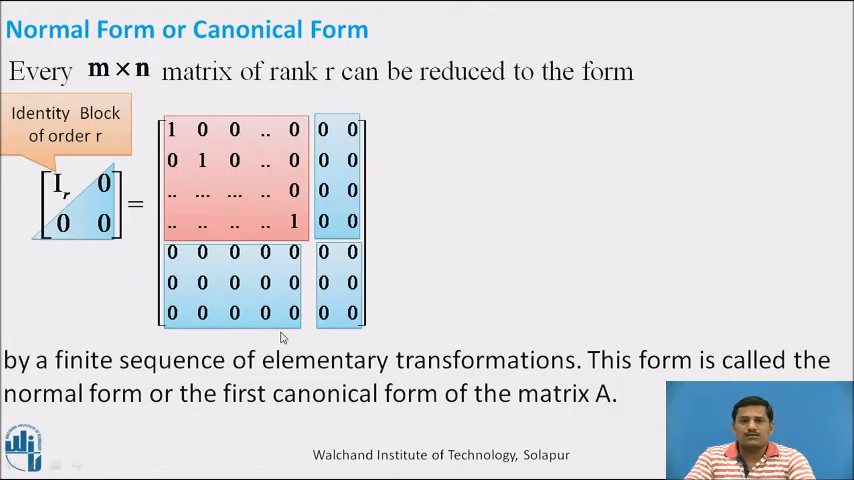 Normal Form or Canonical Form
Every m × n matrix of rank r can be reduced to the form
Identity Block
of order r
[ I_r 0
0 0 ] =
1 0 0 .. 0 0 0
0 1 0 .. 0 0 0
.. ... ... .. 0 0 0
.. .. .. .. 1 0 0
0 0 0 0 0 0 0
0 0 0 0 0 0 0
0 0 0 0 0 0 0
by a finite sequence of elementary transformations. This form is called the
normal form or the first canonical form of the matrix A.
Walchand Institute of Technology, Solapur